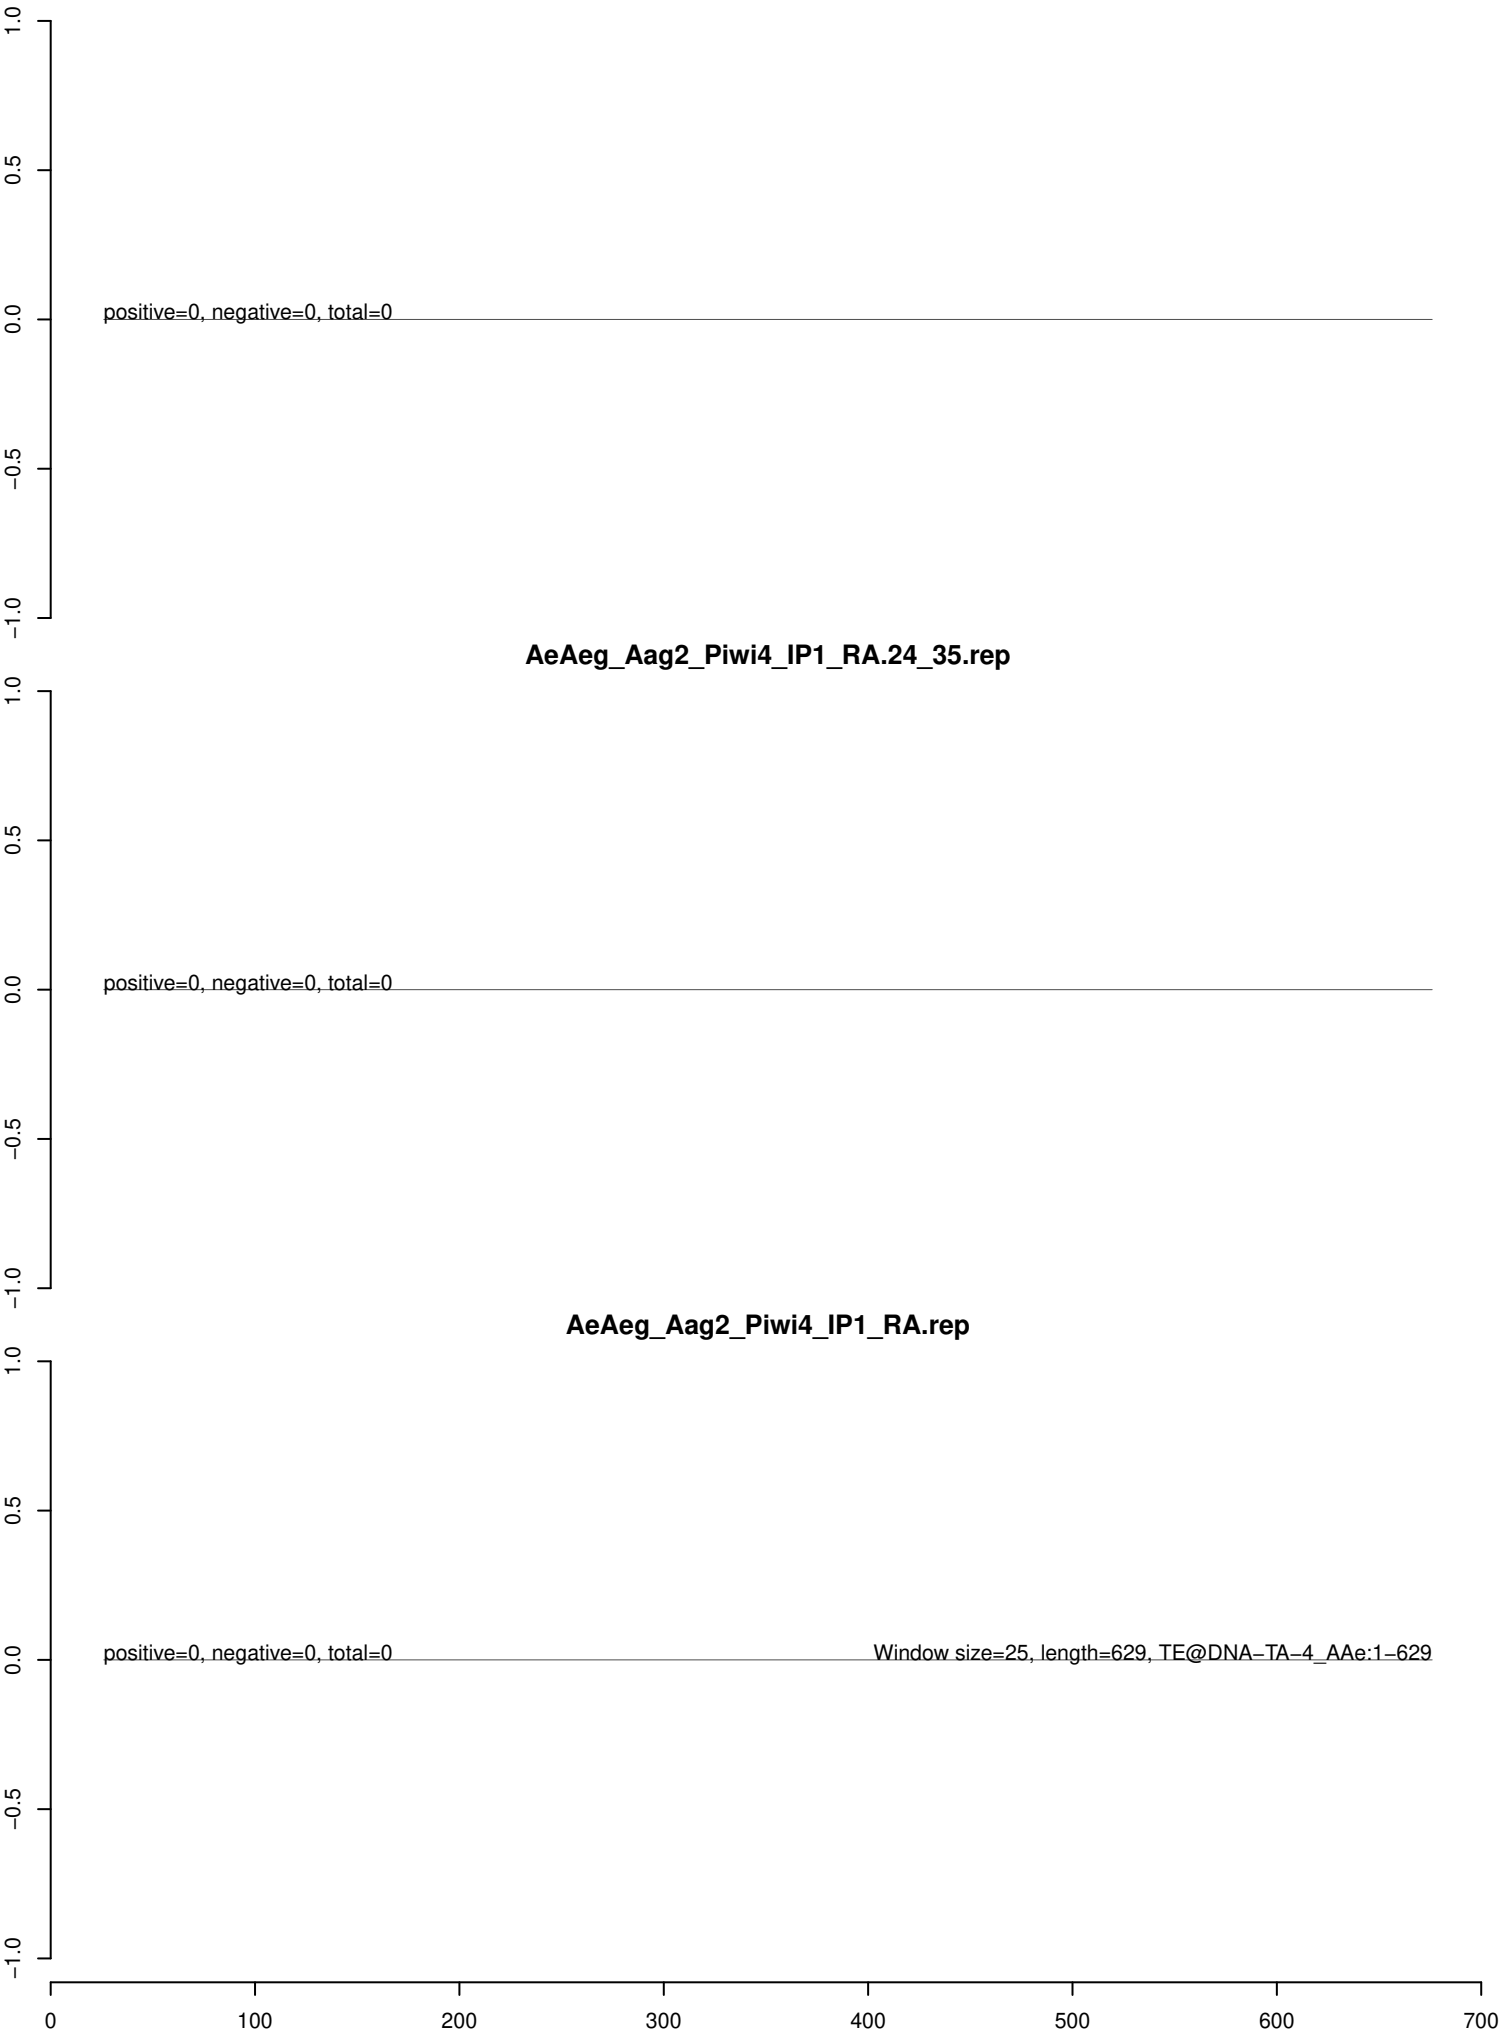 1.0
0.5
0.0
−0.5
−1.0
positive=0, negative=0, total=0
AeAeg_Aag2_Piwi4_IP1_RA.24_35.rep
1.0
0.5
0.0
−0.5
−1.0
positive=0, negative=0, total=0
AeAeg_Aag2_Piwi4_IP1_RA.rep
1.0
0.5
0.0
−0.5
−1.0
positive=0, negative=0, total=0
Window size=25, length=629, TE@DNA−TA−4_AAe:1−629
0 100 200 300 400 500 600 700